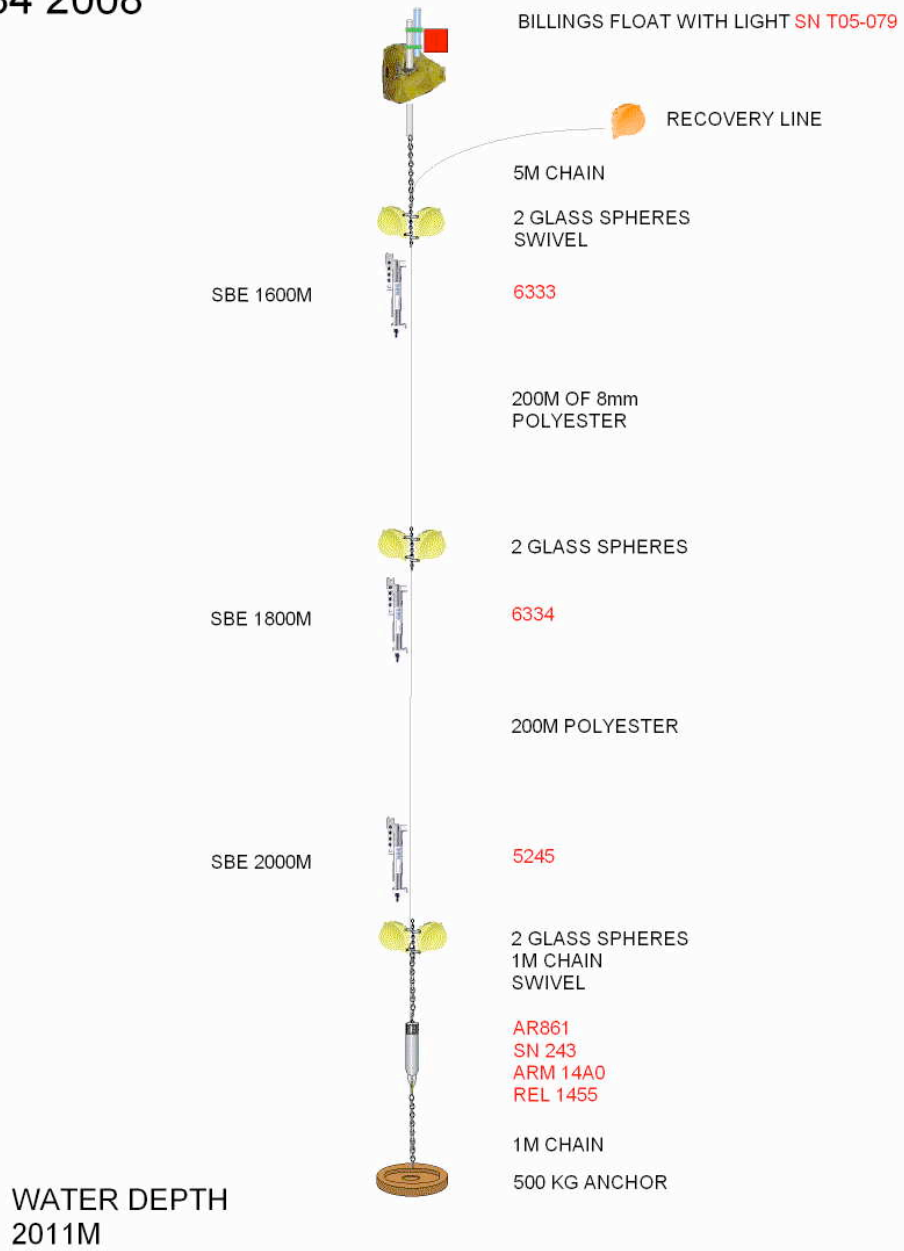 2008
BILLINGS FLOAT WITH LIGHT SN T05-079
RECOVERY LINE
5M CHAIN
2 GLASS SPHERES
SWIVEL
SBE 1600M
6333
200M OF 8mm
POLYESTER
2 GLASS SPHERES
SBE 1800M
6334
200M POLYESTER
SBE 2000M
5245
2 GLASS SPHERES
1M CHAIN
SWIVEL
AR861
SN 243
ARM 14A0
REL 1455
1M CHAIN
500 KG ANCHOR
WATER DEPTH
2011M